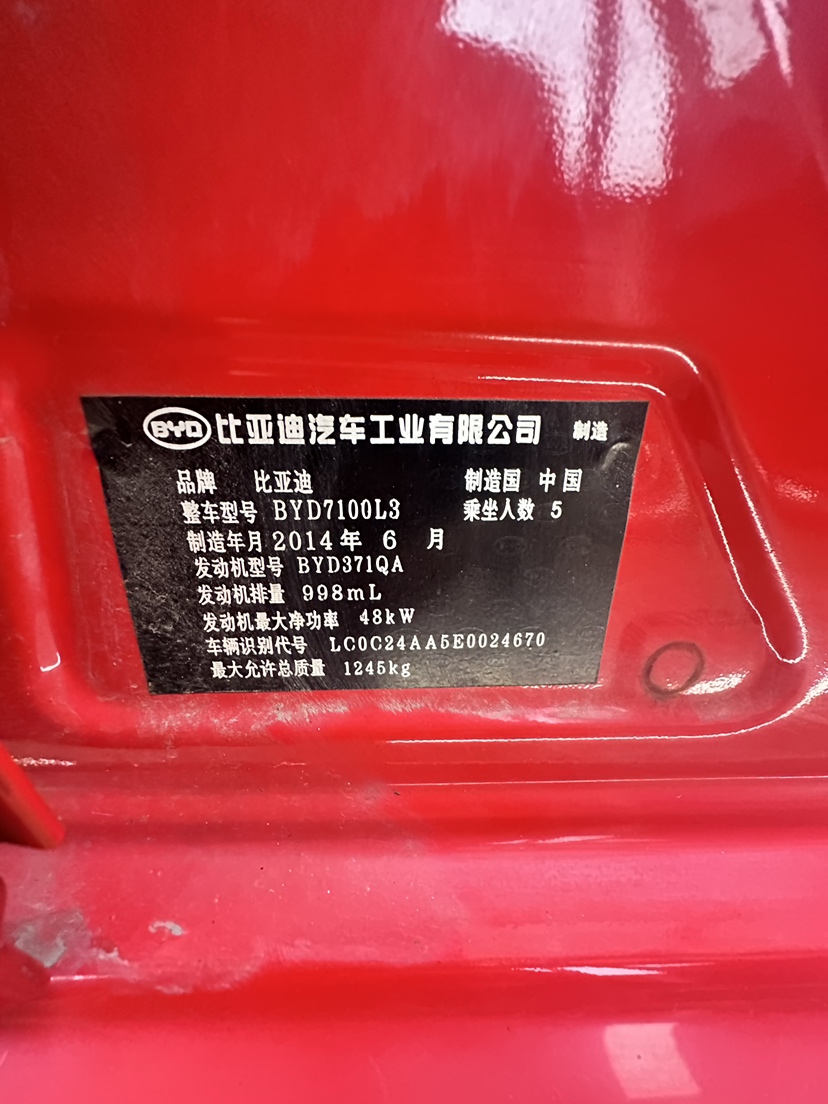 BYD 比亚迪汽车工业有限公司 制造
品牌 比亚迪 制造国 中国
整车型号 BYD7100L3 乘坐人数 5
制造年月 2014 年 6 月
发动机型号 BYD371QA
发动机排量 998mL
发动机最大净功率 48kW
车辆识别代号 LC0C24AA5E0024670
最大允许总质量 1245kg